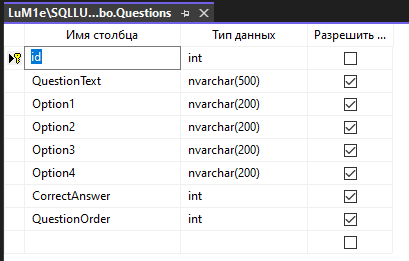 LuM1e\SQLLU...bo.Questions
Имя столбца Тип данных Разрешить ...
id int
QuestionText nvarchar(500)
Option1 nvarchar(200)
Option2 nvarchar(200)
Option3 nvarchar(200)
Option4 nvarchar(200)
CorrectAnswer int
QuestionOrder int